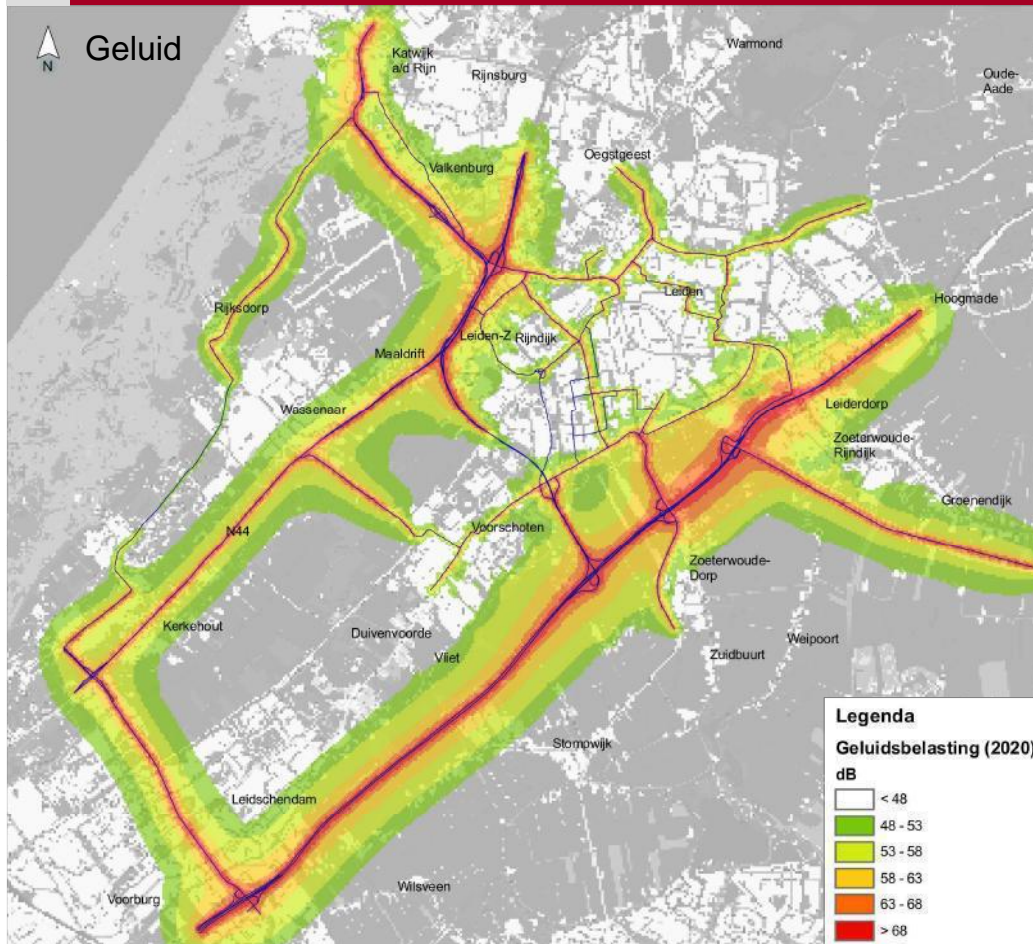 Geluid
N
Katwijk
a/d Rijn
Rijnsburg
Warmond
Oude-
Aade
Valkenburg
Oegstgeest
Rijksdorp
Leiden
Hoogmade
Maaldrift
Leiden-Z
Rijndijk
Wassenaar
Leiderdorp
Zoeterwoude-
Rijndijk
Groenendijk
N44
Voorschoten
Zoeterwoude-
Dorp
Kerkehout
Duivenvoorde
Vliet
Weipoort
Zuidbuurt
Stompwijk
Leidschendam
Wilsveen
Voorburg
Legenda
Geluidsbelasting (2020)
dB
< 48
48 - 53
53 - 58
58 - 63
63 - 68
> 68